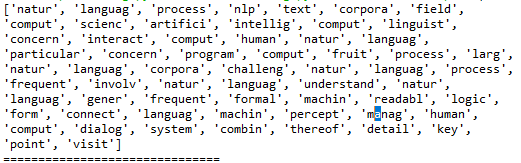 ['natur', 'languag', 'process', 'nlp', 'text', 'corpora', 'field',
'comput', 'scienc', 'artifici', 'intellig', 'comput', 'linguist',
'concern', 'interact', 'comput', 'human', 'natur', 'languag',
'particular', 'concern', 'program', 'comput', 'fruit', 'process', 'larg',
'natur', 'languag', 'corpora', 'challeng', 'natur', 'languag', 'process',
'frequent', 'involv', 'natur', 'languag', 'understand', 'natur',
'languag', 'gener', 'frequent', 'formal', 'machin', 'readabl', 'logic',
'form', 'connect', 'languag', 'machin', 'percept', 'manag', 'human',
'comput', 'dialog', 'system', 'combin', 'thereof', 'detail', 'key',
'point', 'visit']
===============================